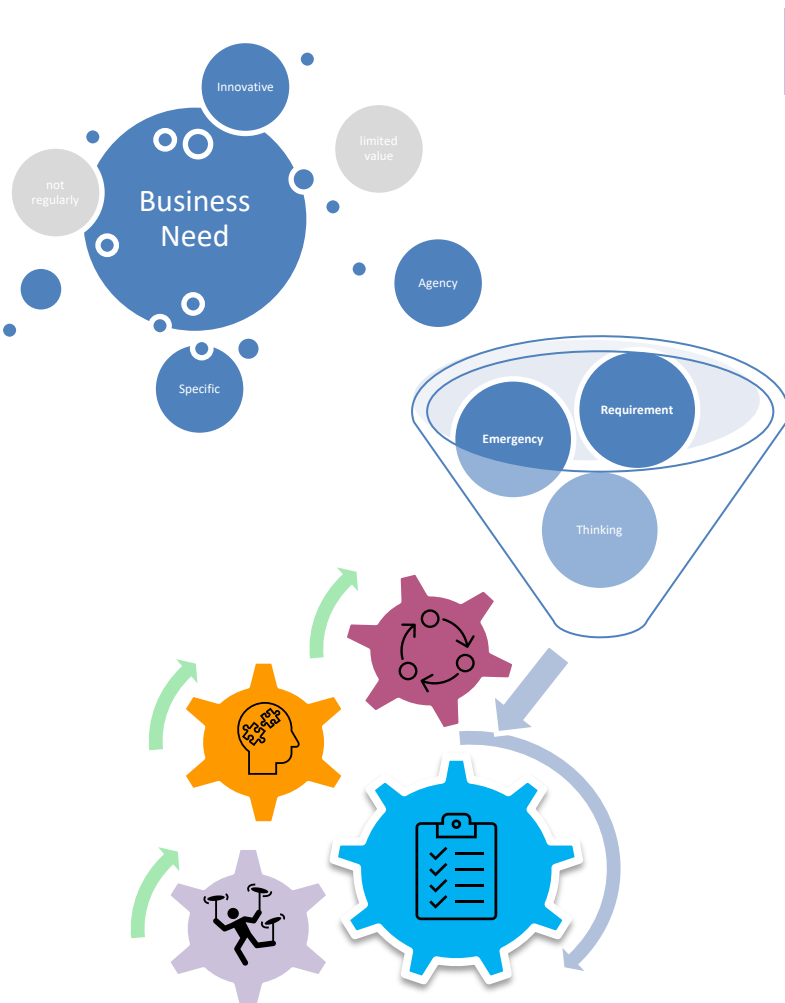 Innovative
limited
value
not
regularly
Business
Need
Agency
Specific
Requirement
Emergency
Thinking